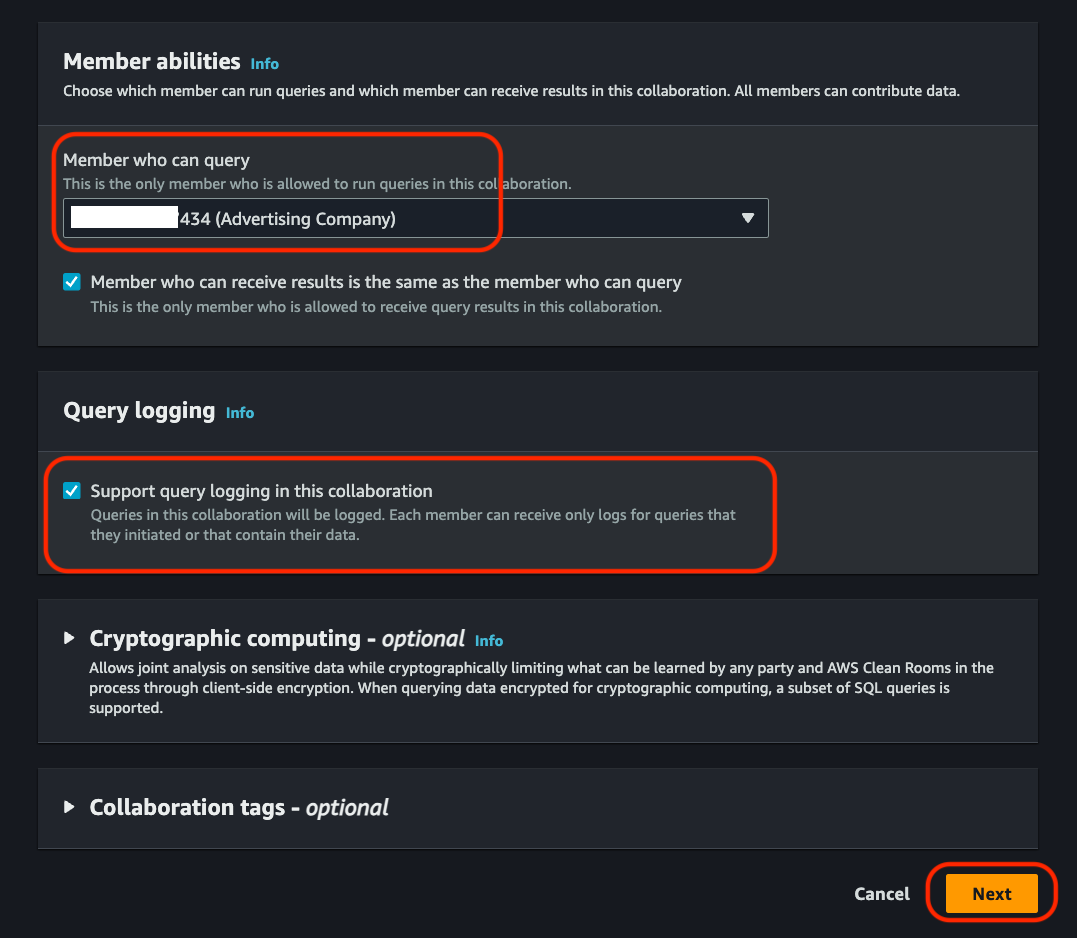 Member abilities Info
Choose which member can run queries and which member can receive results in this collaboration. All members can contribute data.
Member who can query
This is the only member who is allowed to run queries in this collaboration.
434 (Advertising Company)
Member who can receive results is the same as the member who can query
This is the only member who is allowed to receive query results in this collaboration.
Query logging Info
Support query logging in this collaboration
Queries in this collaboration will be logged. Each member can receive only logs for queries that
they initiated or that contain their data.
Cryptographic computing - optional Info
Allows joint analysis on sensitive data while cryptographically limiting what can be learned by any party and AWS Clean Rooms in the
process through client-side encryption. When querying data encrypted for cryptographic computing, a subset of SQL queries is
supported.
Collaboration tags - optional
Cancel Next